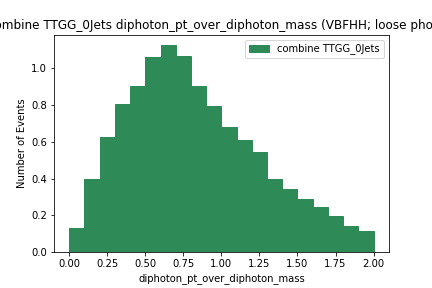 ombine TTGG_0Jets diphoton_pt_over_diphoton_mass (VBFHH; loose pho
combine TTGG_0Jets
Number of Events
1.0
0.8
0.6
0.4
0.2
0.0
0.00 0.25 0.50 0.75 1.00 1.25 1.50 1.75 2.00
diphoton_pt_over_diphoton_mass